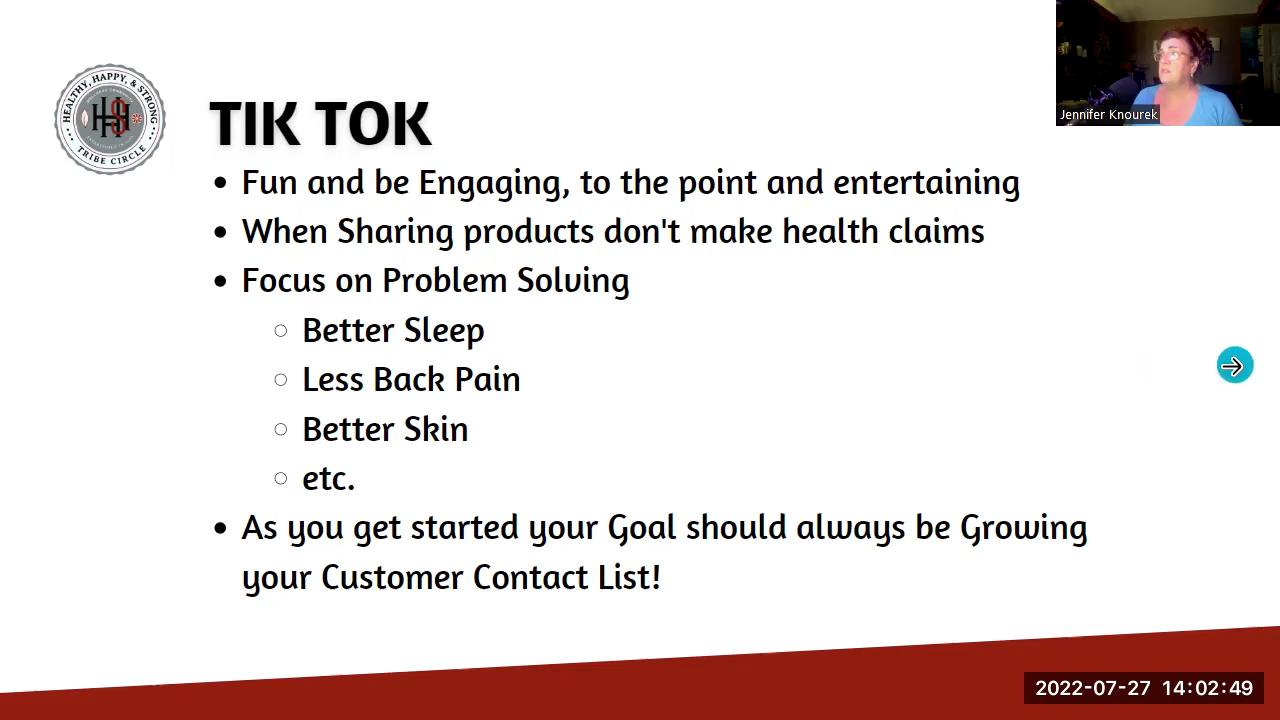 HEALTHY, HAPPY, & STRONG
TRIBE CIRCLE
Jennifer Knourek
TIK TOK
Fun and be Engaging, to the point and entertaining
When Sharing products don't make health claims
Focus on Problem Solving
Better Sleep
Less Back Pain
Better Skin
etc.
As you get started your Goal should always be Growing
your Customer Contact List!
2022-07-27 14:02:49